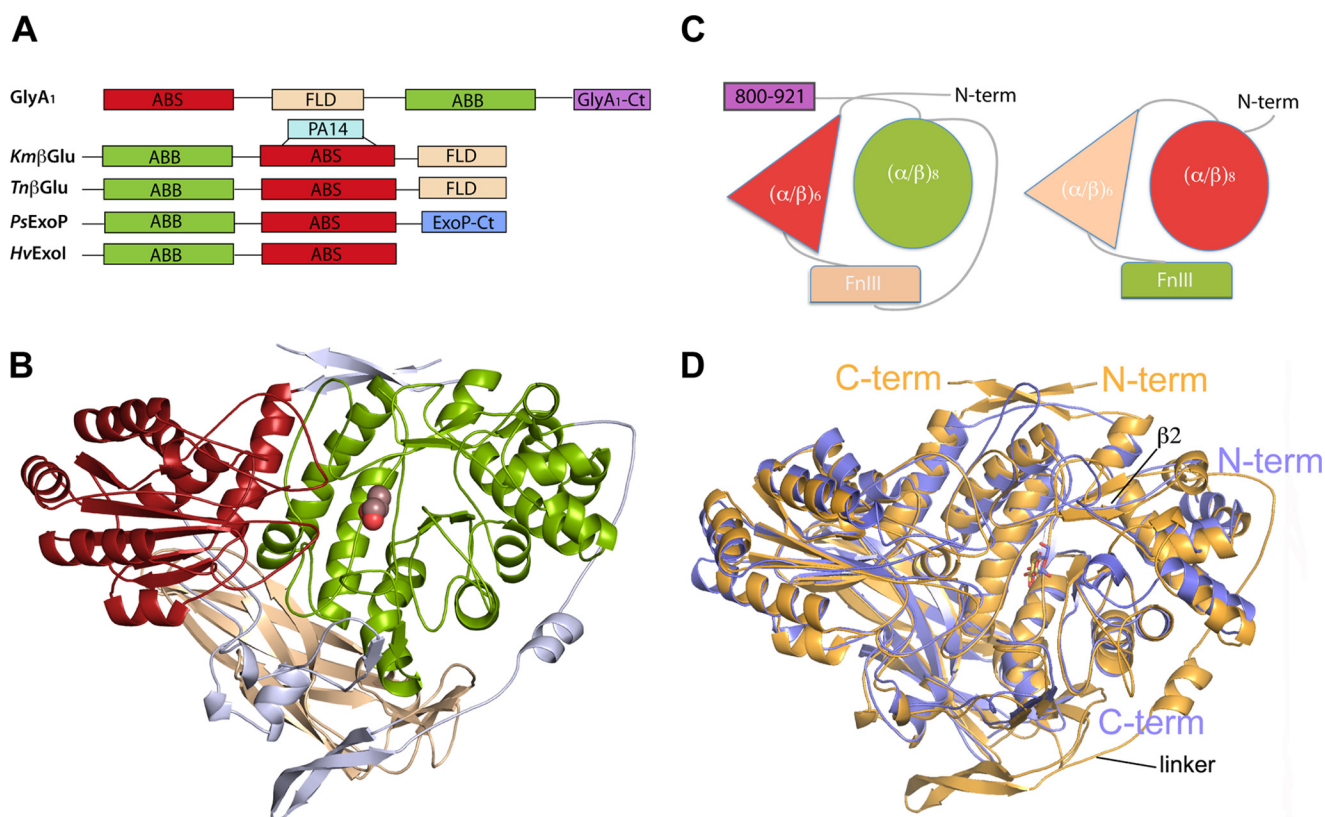 A
GlyA₁
ABS
FLD
ABB
GlyA₁-Ct
PA14
KmβGlu
ABB
ABS
FLD
TnβGlu
ABB
ABS
FLD
PsExoP
ABB
ABS
ExoP-Ct
HvExoI
ABB
ABS
C
800-921
N-term
(α/β)₆
(α/β)₈
FnIII
N-term
(α/β)₆
(α/β)₈
FnIII
B
D
C-term
N-term
β2
N-term
C-term
linker